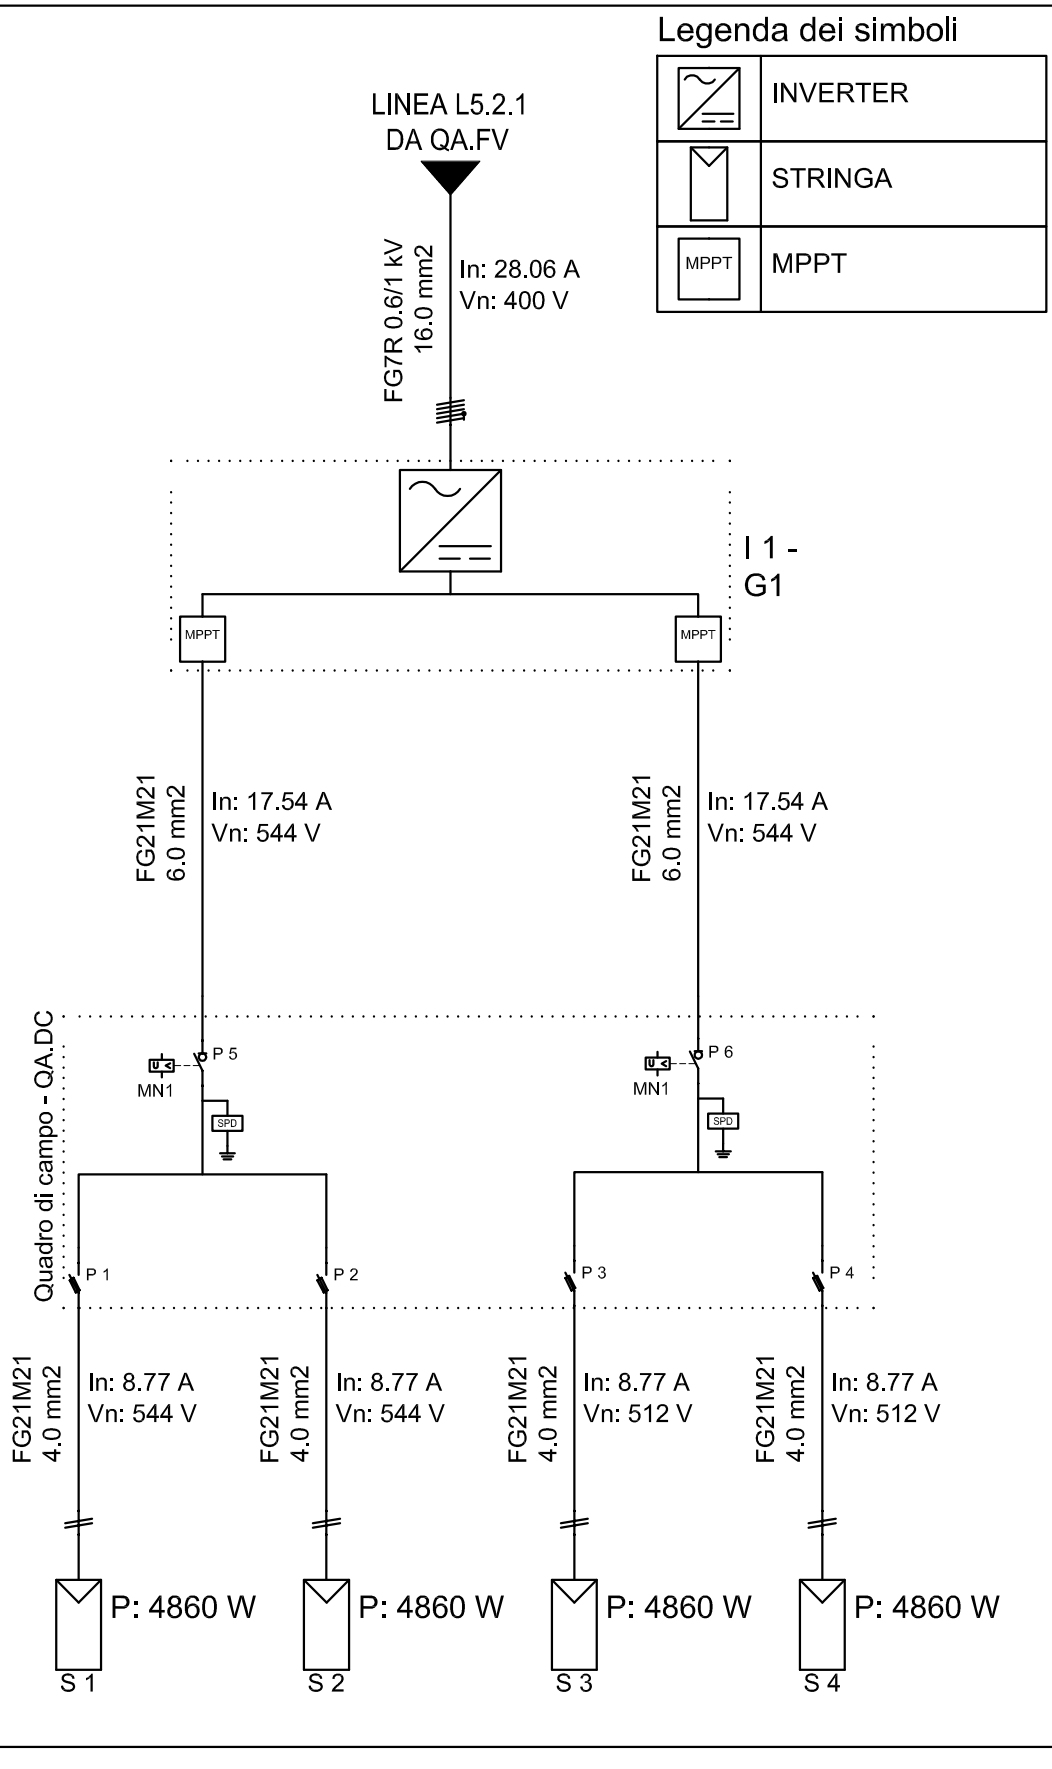 Legenda dei simboli
INVERTER
STRINGA
MPPT
MPPT
LINEA L5.2.1
DA QA.FV
FG7R 0.6/1 kV
16.0 mm2
In: 28.06 A
Vn: 400 V
I 1 -
G1
MPPT
MPPT
FG21M21
6.0 mm2
In: 17.54 A
Vn: 544 V
FG21M21
6.0 mm2
In: 17.54 A
Vn: 544 V
Quadro di campo - QA.DC
U <
P 5
MN1
SPD
U <
P 6
MN1
SPD
P 1
P 2
P 3
P 4
FG21M21
4.0 mm2
In: 8.77 A
Vn: 544 V
FG21M21
4.0 mm2
In: 8.77 A
Vn: 544 V
FG21M21
4.0 mm2
In: 8.77 A
Vn: 512 V
FG21M21
4.0 mm2
In: 8.77 A
Vn: 512 V
P: 4860 W
S 1
P: 4860 W
S 2
P: 4860 W
S 3
P: 4860 W
S 4